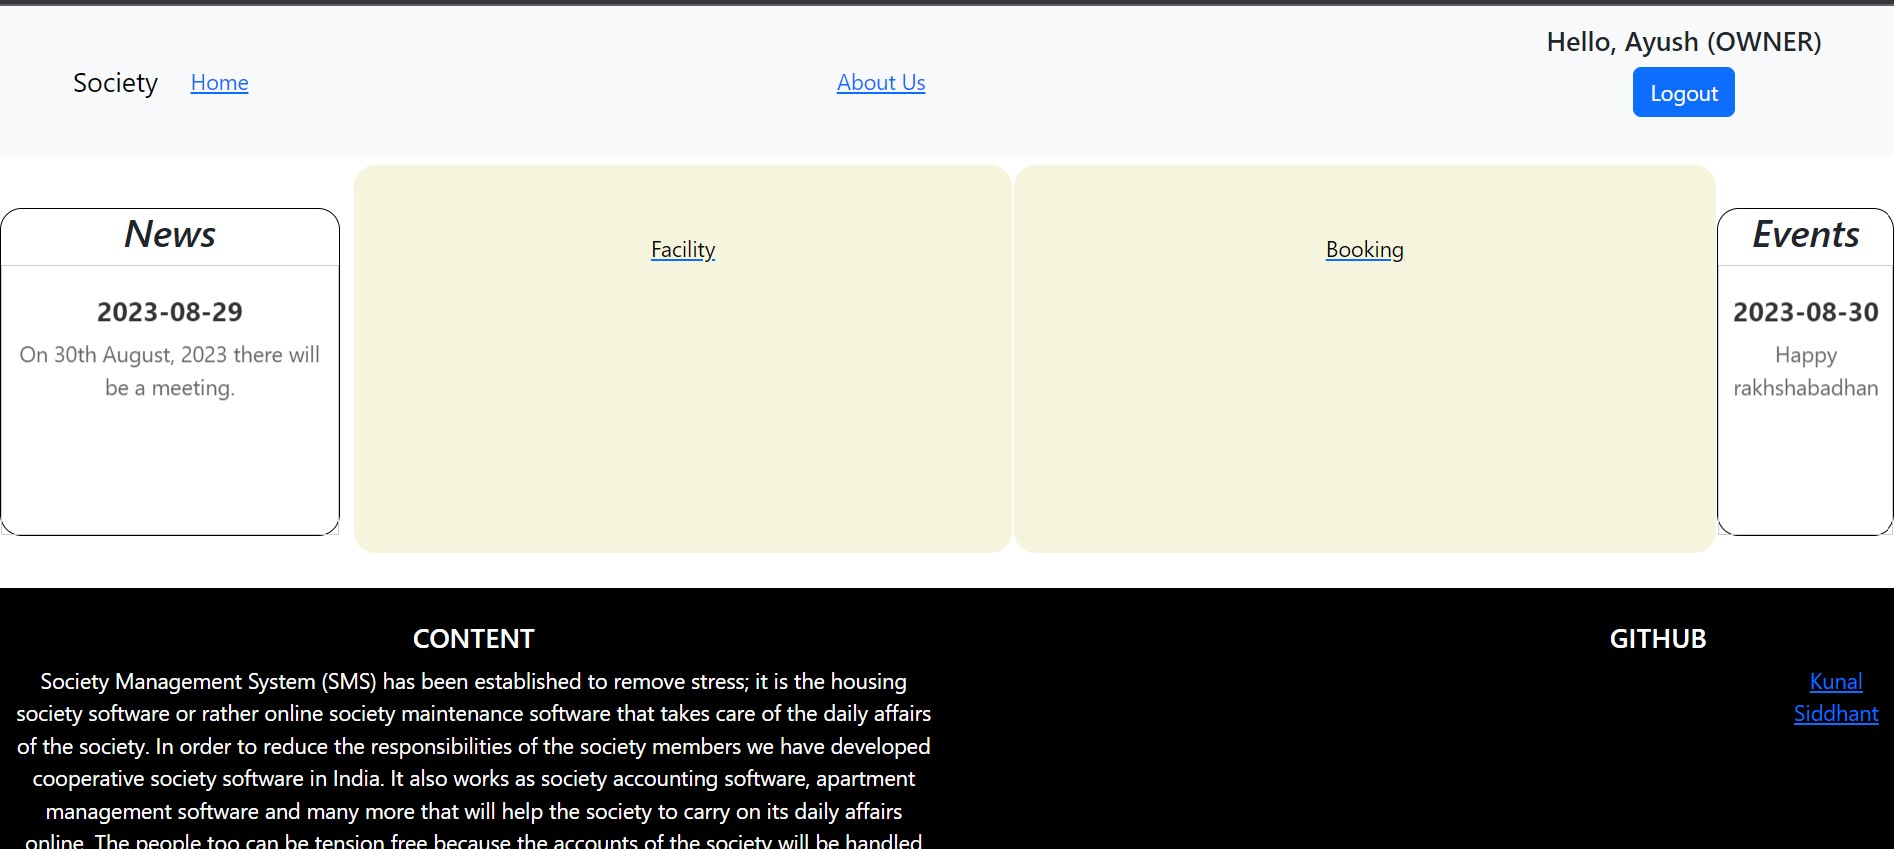 Hello, Ayush (OWNER)
Society Home About Us
Logout
News
2023-08-29
On 30th August, 2023 there will
be a meeting.
Facility
Booking
Events
2023-08-30
Happy
rakhshabadhan
CONTENT
Society Management System (SMS) has been established to remove stress; it is the housing
society software or rather online society maintenance software that takes care of the daily affairs
of the society. In order to reduce the responsibilities of the society members we have developed
cooperative society software in India. It also works as society accounting software, apartment
management software and many more that will help the society to carry on its daily affairs
online. The people too can be tension free because the accounts of the society will be handled
GITHUB
Kunal
Siddhant